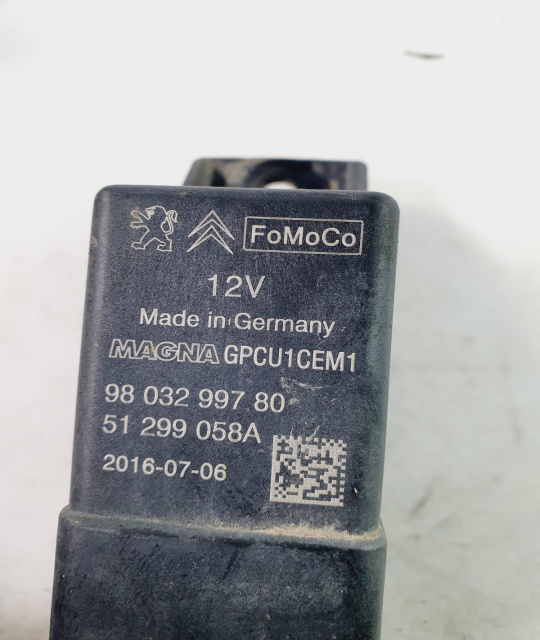 FoMoCo
12V
Made in Germany
MAGNA GPCU1CEM1
98 032 997 80
51 299 058A
2016-07-06